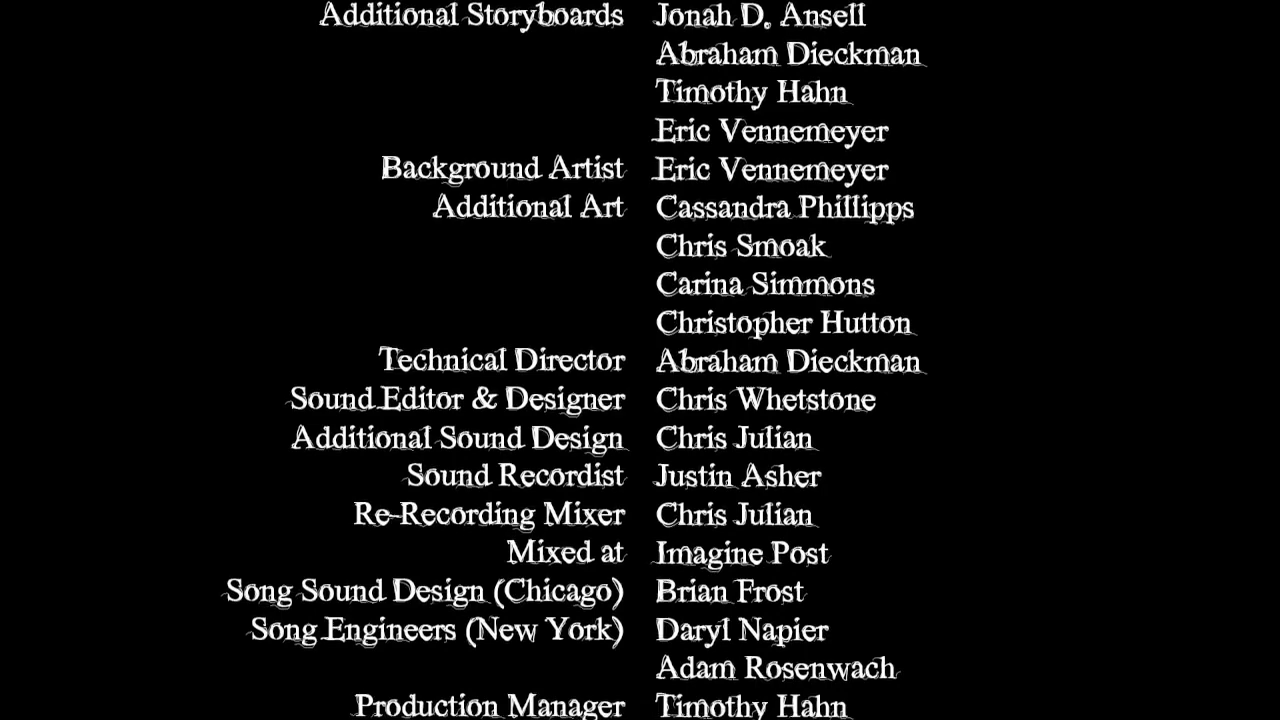 Additional Storyboards Jonah D. Ansell
Abraham Dieckman
Timothy Hahn
Eric Vennemeyer
Background Artist Eric Vennemeyer
Additional Art Cassandra Phillipps
Chris Smoak
Carina Simmons
Christopher Hutton
Technical Director Abraham Dieckman
Sound Editor & Designer Chris Whetstone
Additional Sound Design Chris Julian
Sound Recordist Justin Asher
Re-Recording Mixer Chris Julian
Mixed at Imagine Post
Song Sound Design (Chicago) Brian Frost
Song Engineers (New York) Daryl Napier
Adam Rosenwach
Production Manager Timothy Hahn